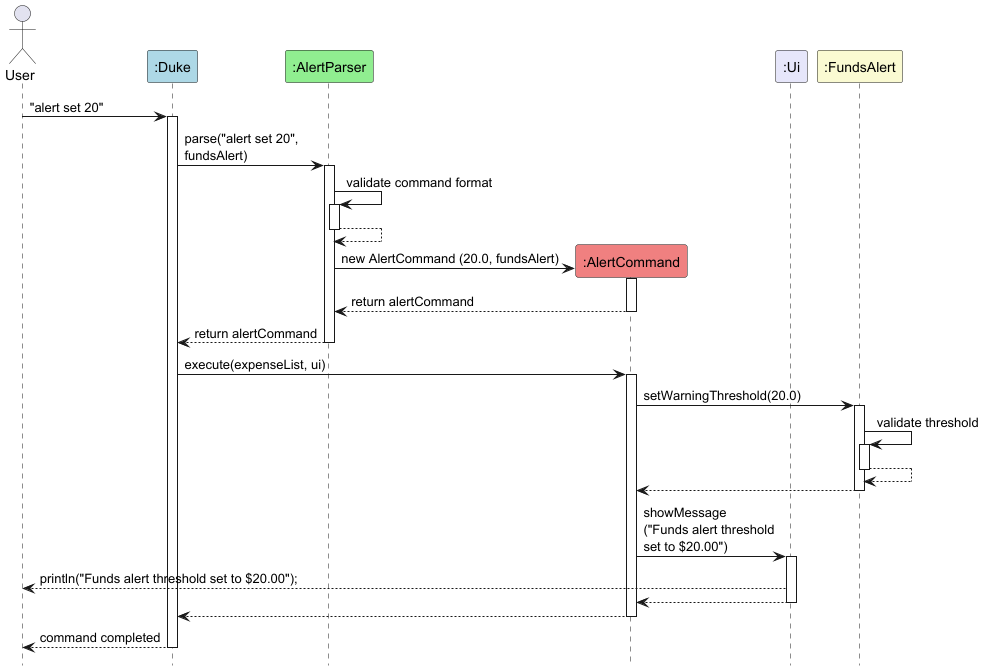 User
:Duke
:AlertParser
:Ui
:FundsAlert
"alert set 20"
parse("alert set 20",
fundsAlert)
validate command format
new AlertCommand (20.0, fundsAlert)
:AlertCommand
return alertCommand
return alertCommand
execute(expenseList, ui)
setWarningThreshold(20.0)
validate threshold
showMessage
("Funds alert threshold
set to $20.00")
println("Funds alert threshold set to $20.00");
command completed